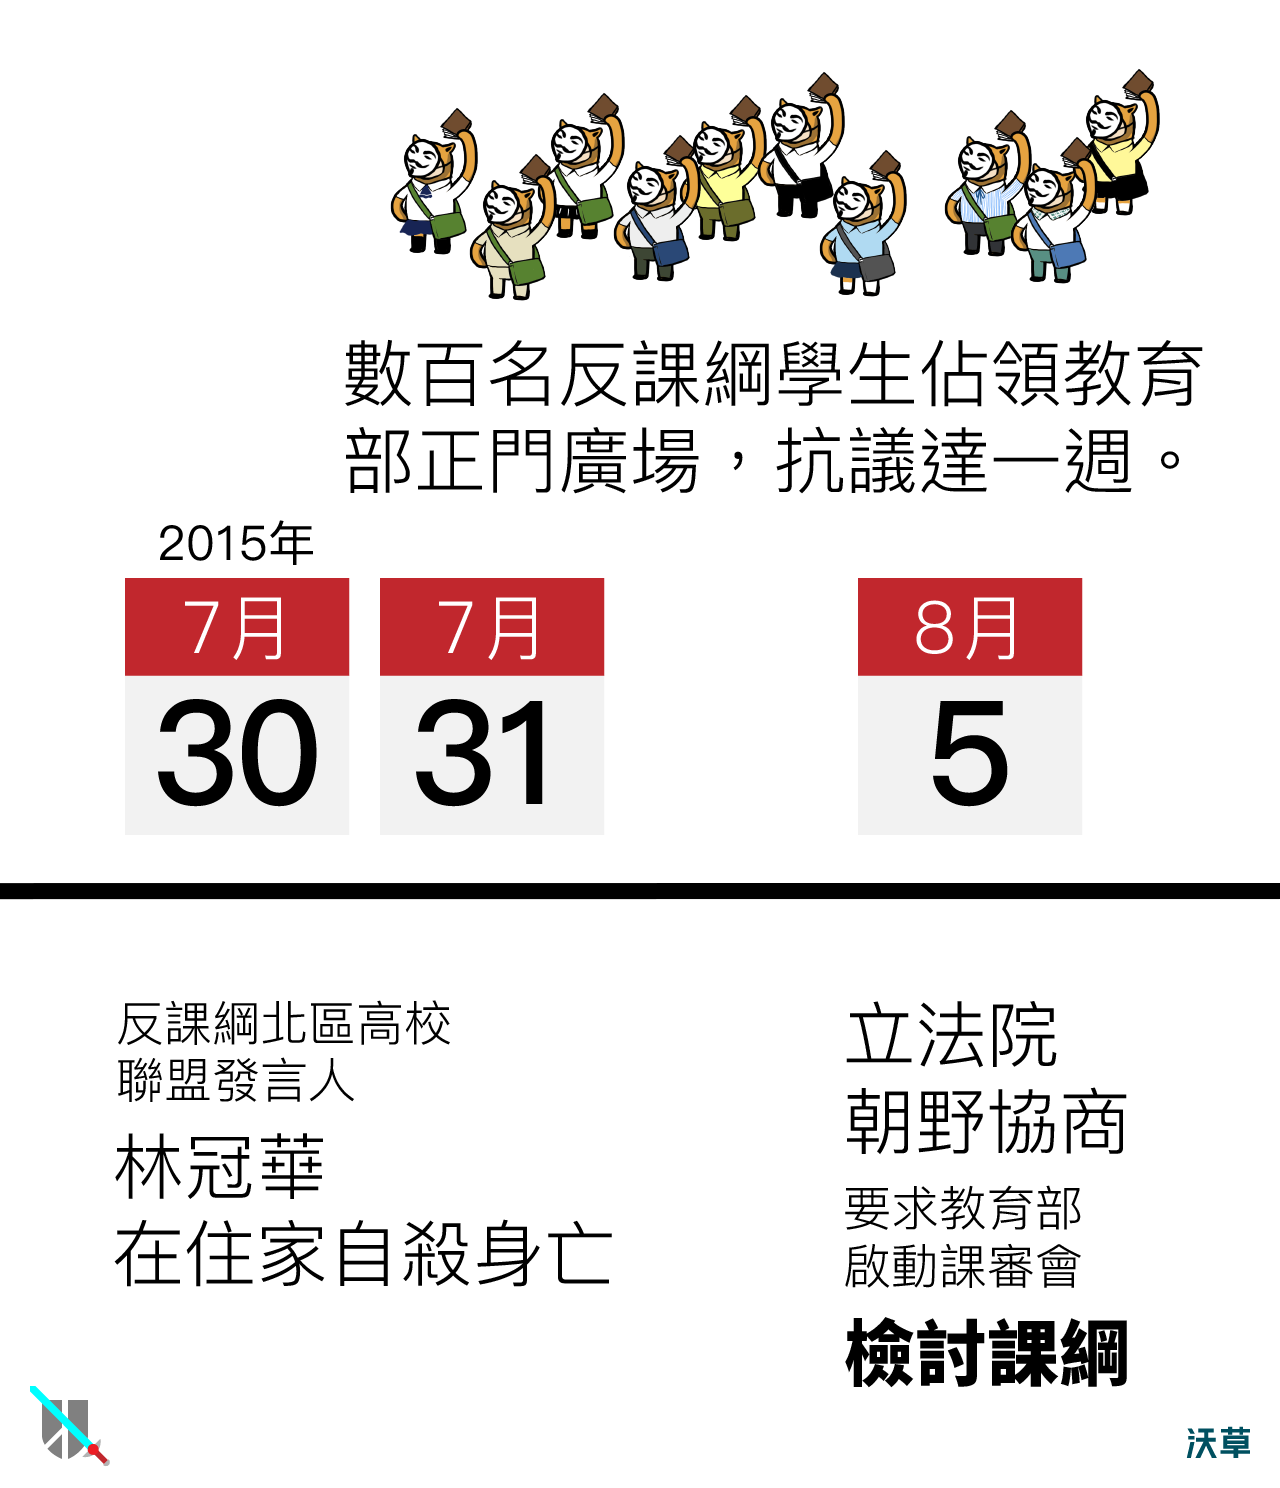 數百名反課綱學生佔領教育
部正門廣場，抗議達一週。
2015年
7月
30
7月
31
8月
5
反課綱北區高校
聯盟發言人
林冠華
在住家自殺身亡
立法院
朝野協商
要求教育部
啟動課審會
檢討課綱
沃草